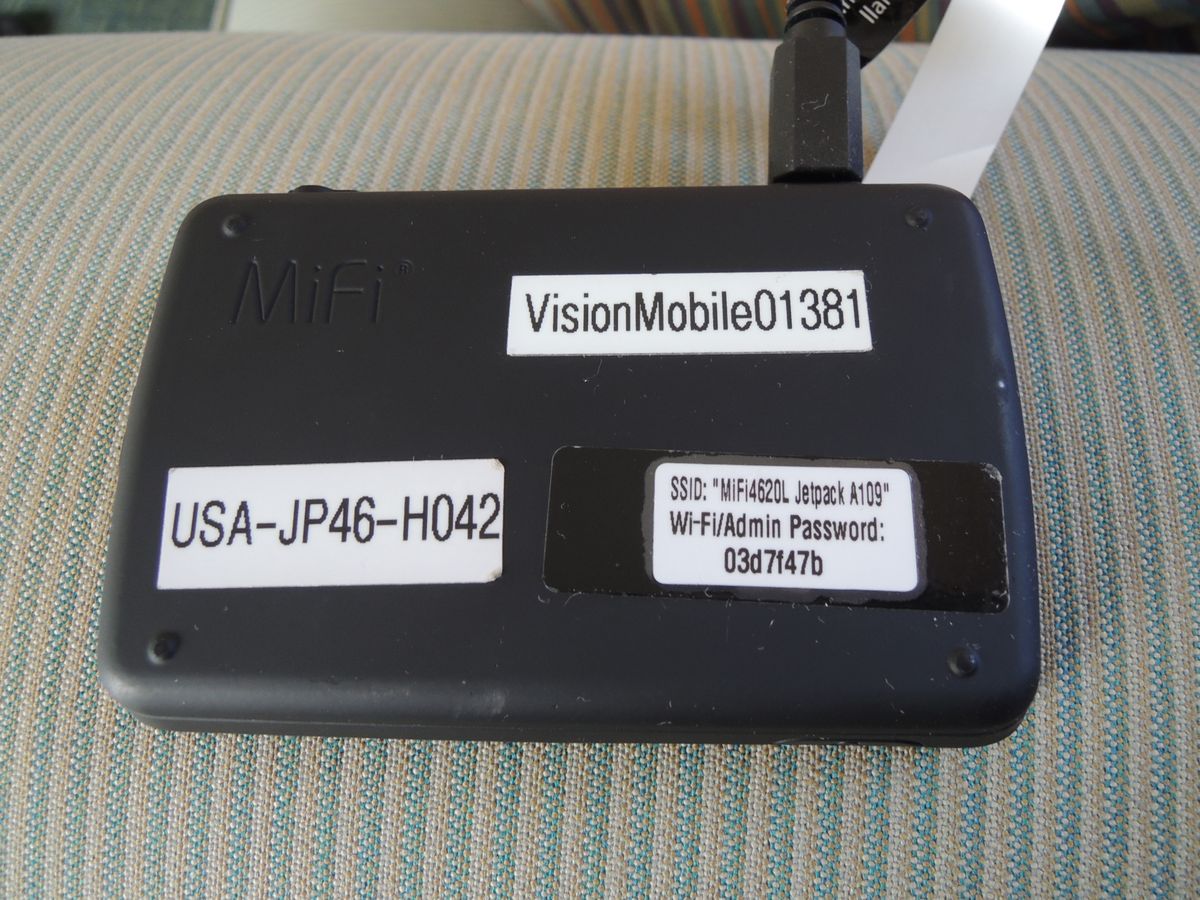 MiFi®
VisionMobile01381
USA-JP46-H042
SSID: "MiFi4620L Jetpack A109"
Wi-Fi/Admin Password:
03d7f47b